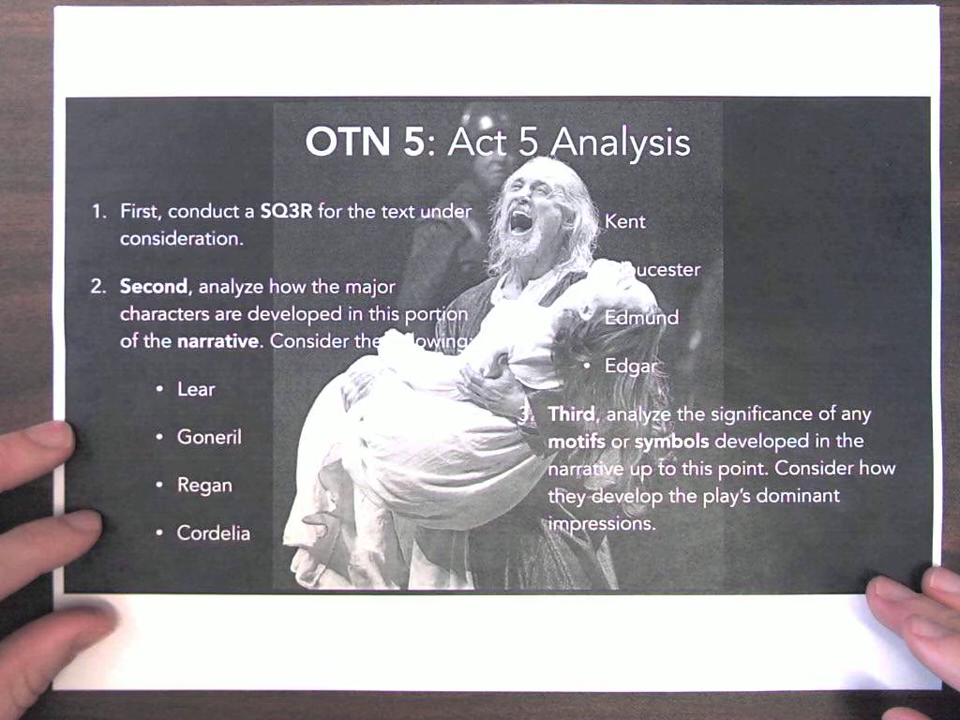 OTN 5: Act 5 Analysis
1. First, conduct a SQ3R for the text under
consideration.
2. Second, analyze how the major
characters are developed in this portion
of the narrative. Consider the
• Lear
• Goneril
• Regan
• Cordelia
Kent
Edmund
• Edgar
3. Third, analyze the significance of any
motifs or symbols developed in the
narrative up to this point. Consider how
they develop the play's dominant
impressions.